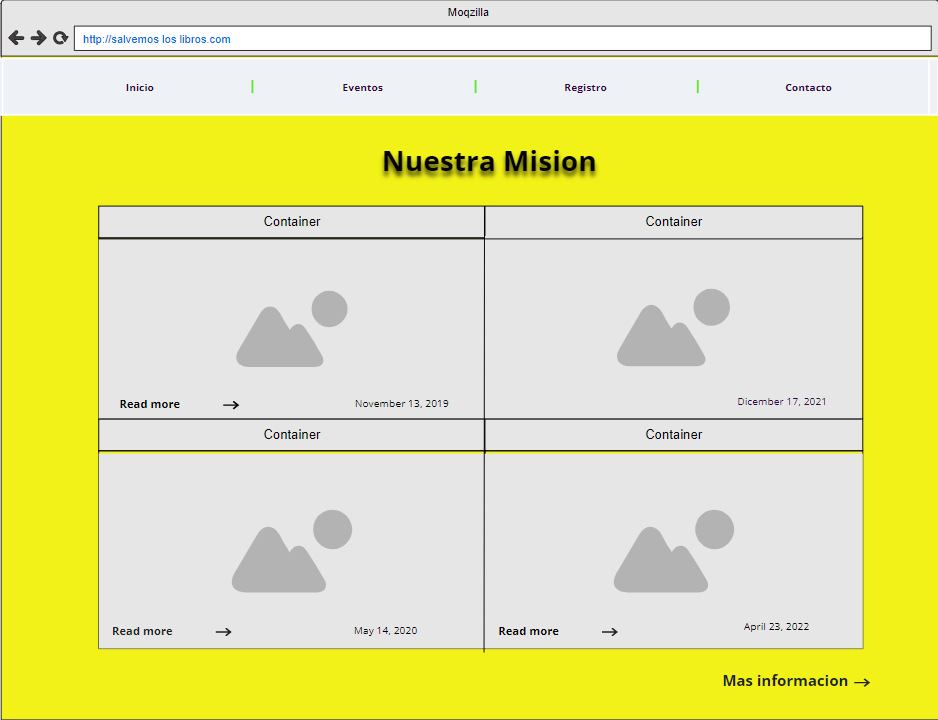 Moqzilla
http://salvemos los libros.com
Inicio | Eventos | Registro | Contacto
Nuestra Mision
Container Container
Read more → November 13, 2019 Dicember 17, 2021
Container Container
Read more → May 14, 2020 Read more → April 23, 2022
Mas informacion →